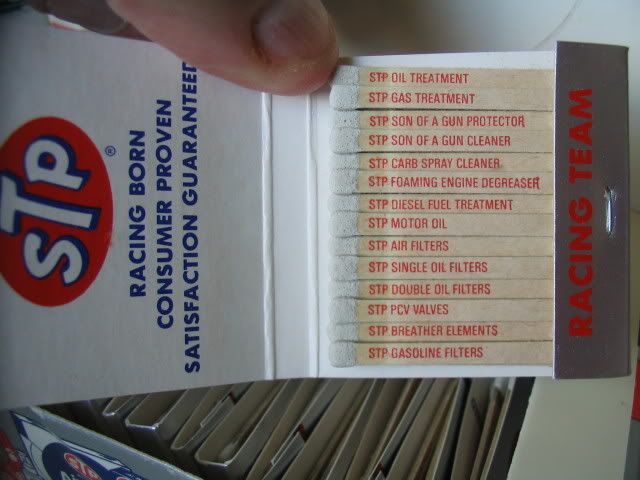 STP
®
RACING BORN
CONSUMER PROVEN
SATISFACTION GUARANTEED
STP OIL TREATMENT
STP GAS TREATMENT
STP SON OF A GUN PROTECTOR
STP SON OF A GUN CLEANER
STP CARB SPRAY CLEANER
STP FOAMING ENGINE DEGREASER
STP DIESEL FUEL TREATMENT
STP MOTOR OIL
STP AIR FILTERS
STP SINGLE OIL FILTERS
STP DOUBLE OIL FILTERS
STP PCV VALVES
STP BREATHER ELEMENTS
STP GASOLINE FILTERS
RACING TEAM
STP